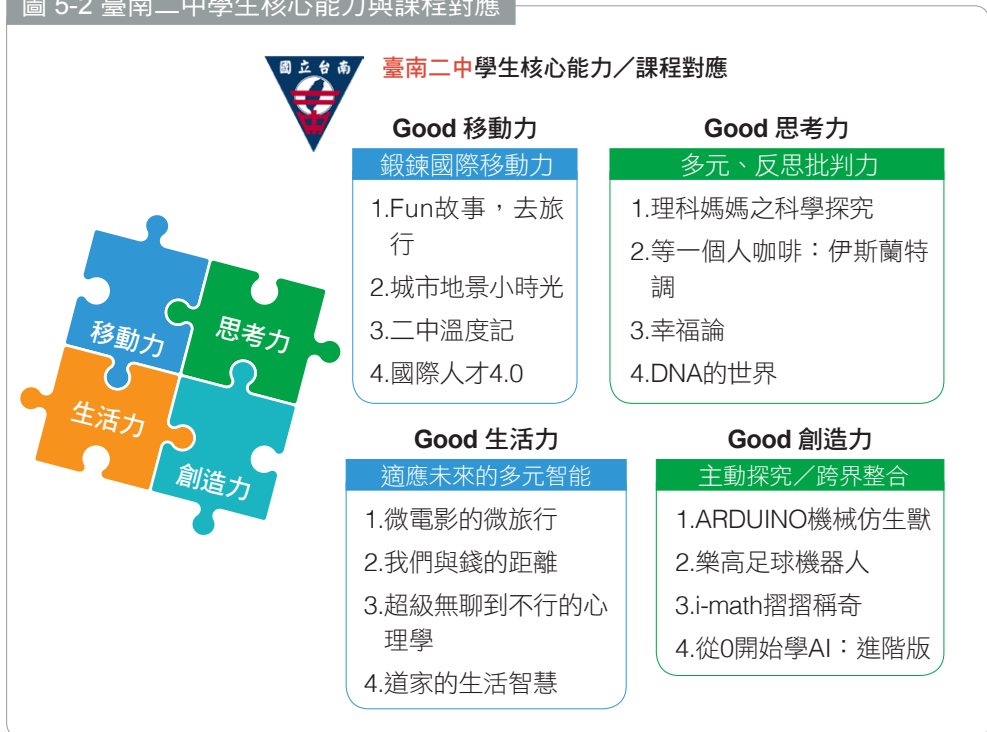 圖 5-2 臺南二中學生核心能力與課程對應
國立台南
二中
臺南二中學生核心能力／課程對應
Good 移動力
鍛鍊國際移動力
1.Fun故事，去旅
行
2.城市地景小時光
3.二中溫度記
4.國際人才4.0
Good 思考力
多元、反思批判力
1.理科媽媽之科學探究
2.等一個人咖啡：伊斯蘭特
調
3.幸福論
4.DNA的世界
移動力
思考力
生活力
創造力
Good 生活力
適應未來的多元智能
1.微電影的微旅行
2.我們與錢的距離
3.超級無聊到不行的心
理學
4.道家的生活智慧
Good 創造力
主動探究／跨界整合
1.ARDUINO機械仿生獸
2.樂高足球機器人
3.i-math摺摺稱奇
4.從0開始學AI：進階版